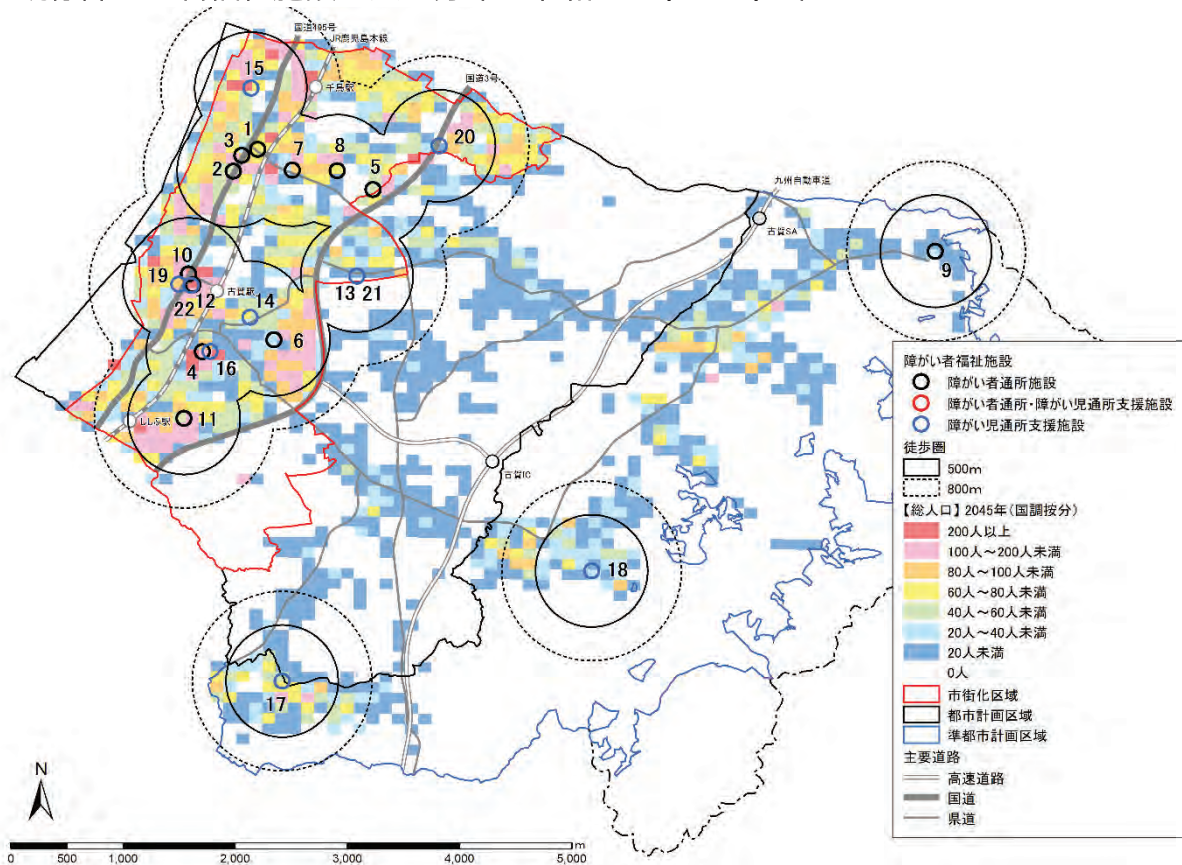 国道495号
JR鹿児島本線
15
千鳥駅
国道3号
3
1
2
7
8
5
20
九州自動車道
古賀SA
9
10
19
22
12
古賀駅
14
13
21
6
4
16
ししぶ駅
11
古賀IC
18
17
障がい者福祉施設
障がい者通所施設
障がい者通所・障がい児通所支援施設
障がい児通所支援施設
徒歩圏
500m
800m
【総人口】2045年(国調按分)
200人以上
100人～200人未満
80人～100人未満
60人～80人未満
40人～60人未満
20人～40人未満
20人未満
0人
市街化区域
都市計画区域
準都市計画区域
主要道路
高速道路
国道
県道
N
0 500 1,000 2,000 3,000 4,000 5,000 m